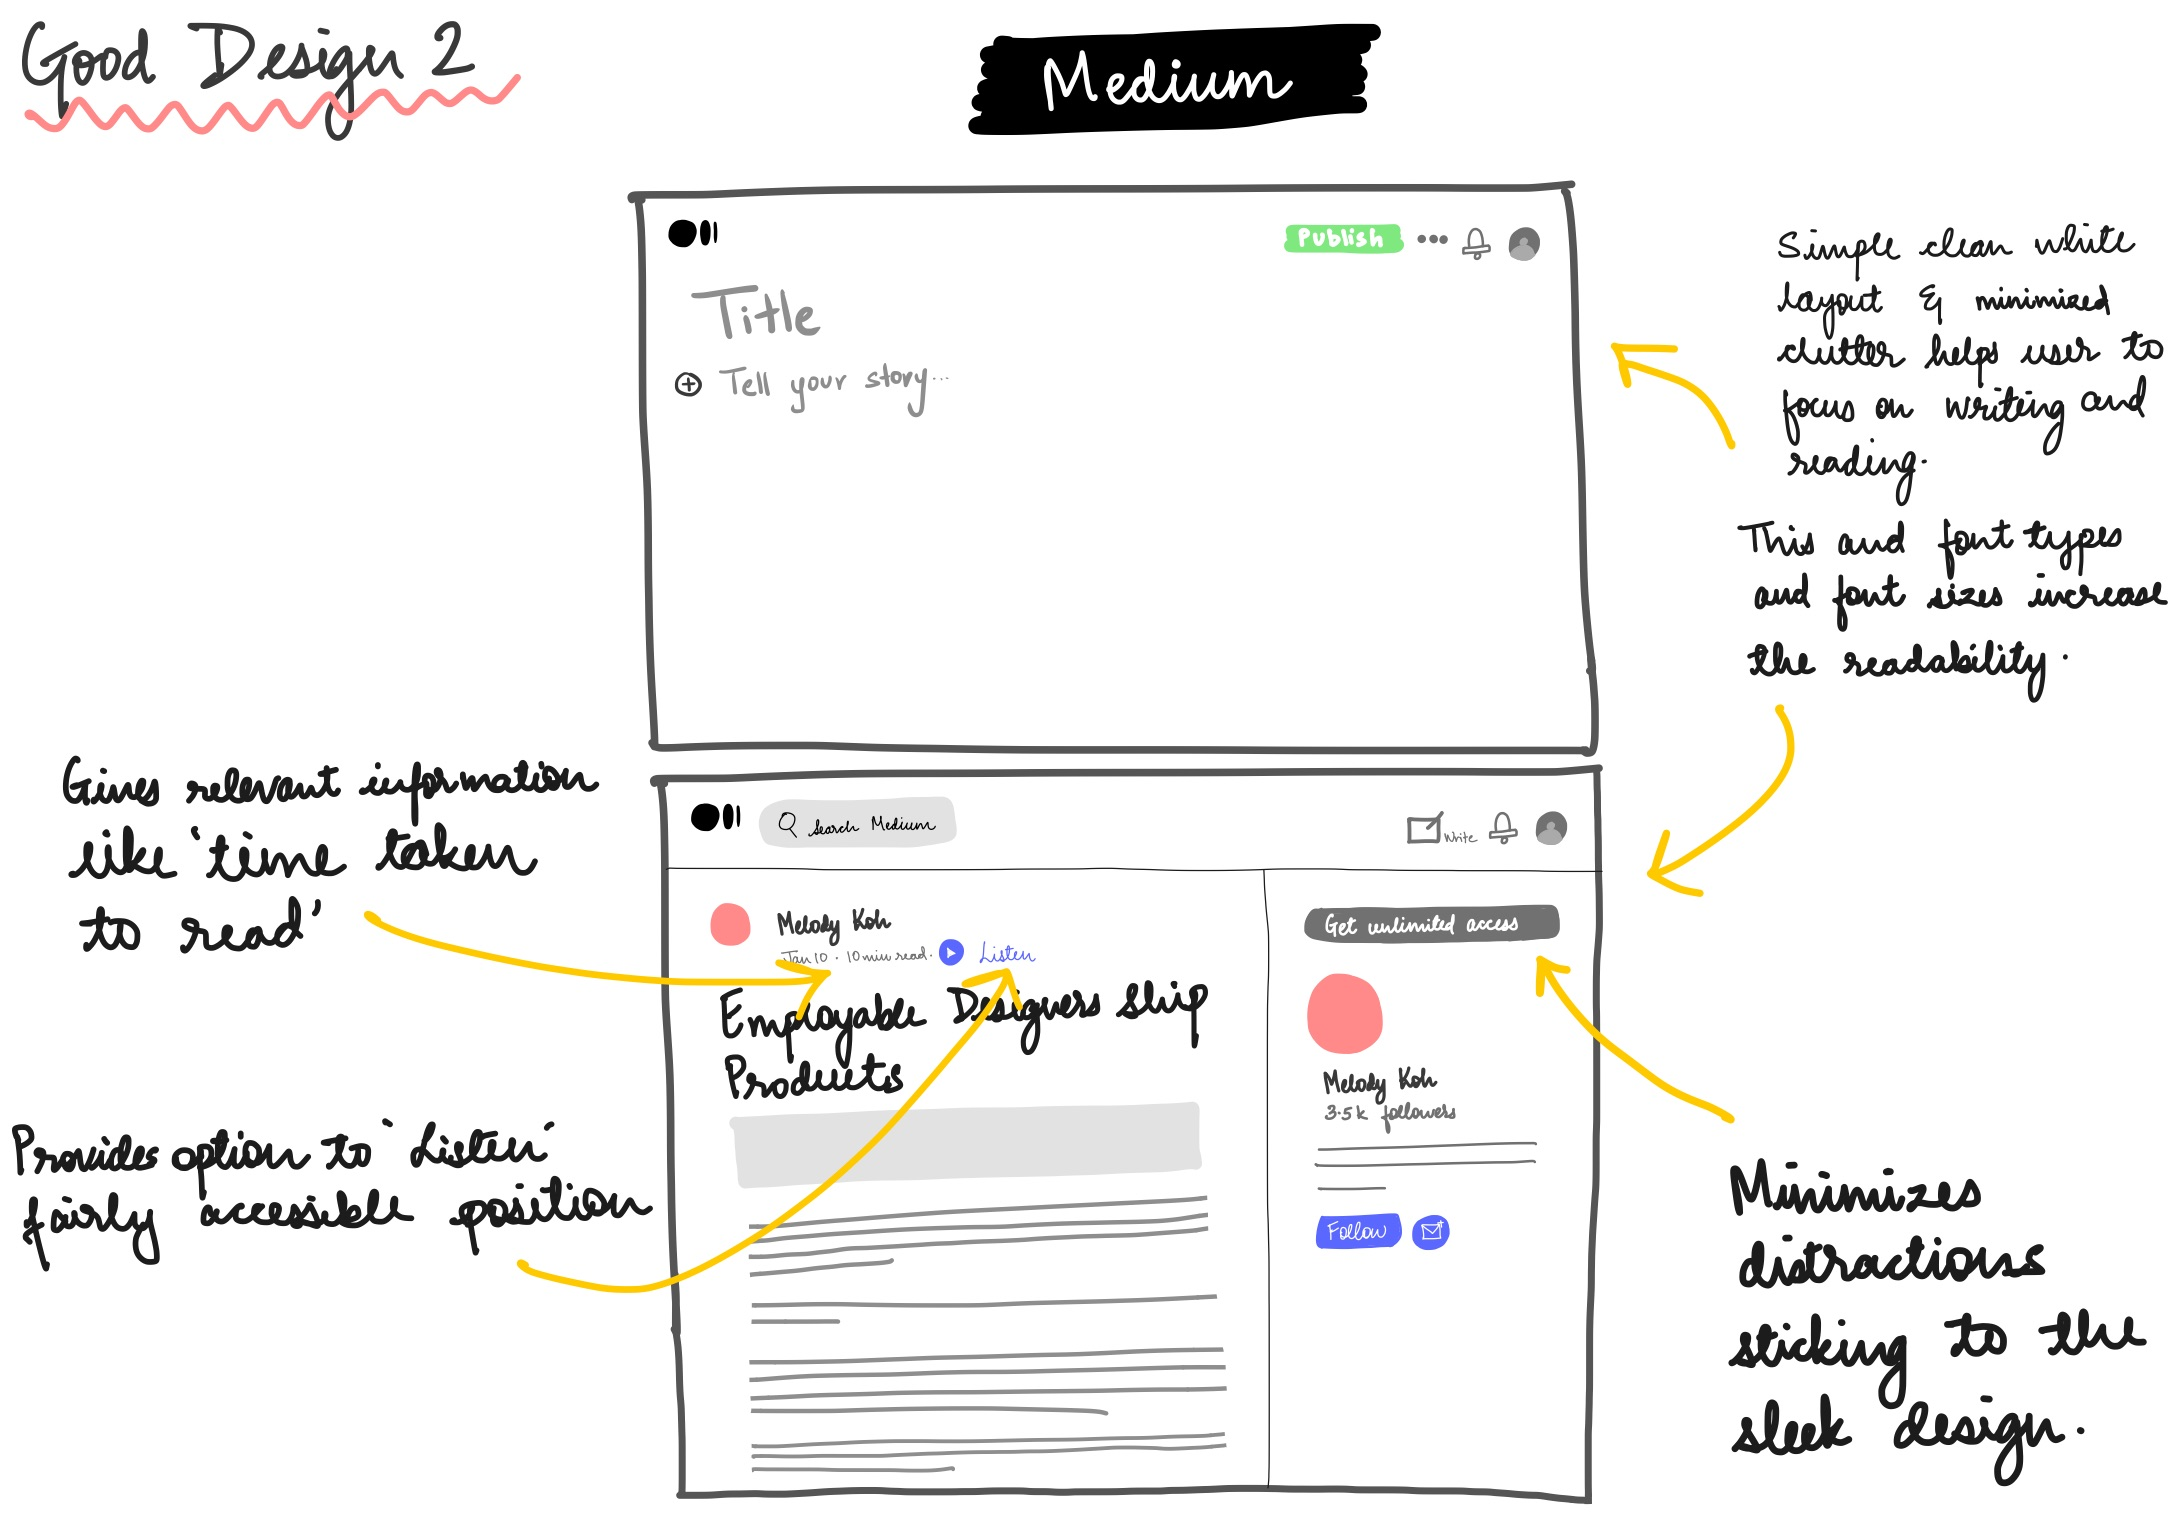 Good Design 2
Medium
Publish
Title
Tell your story...
Simple clean white
layout & minimized
clutter helps user to
focus on writing and
reading.
This and font types
and font sizes increase
the readability.
Gives relevant information
like 'time taken
to read'
Provides option to 'Listen'
fairly accessible position
Search Medium
Write
Melody Koh
Jan 10 · 10 min read ·
Listen
Employable Designers Ship
Products
Get unlimited access
Melody Koh
3.5k followers
Follow
Minimizes
distractions
sticking to the
sleek design.